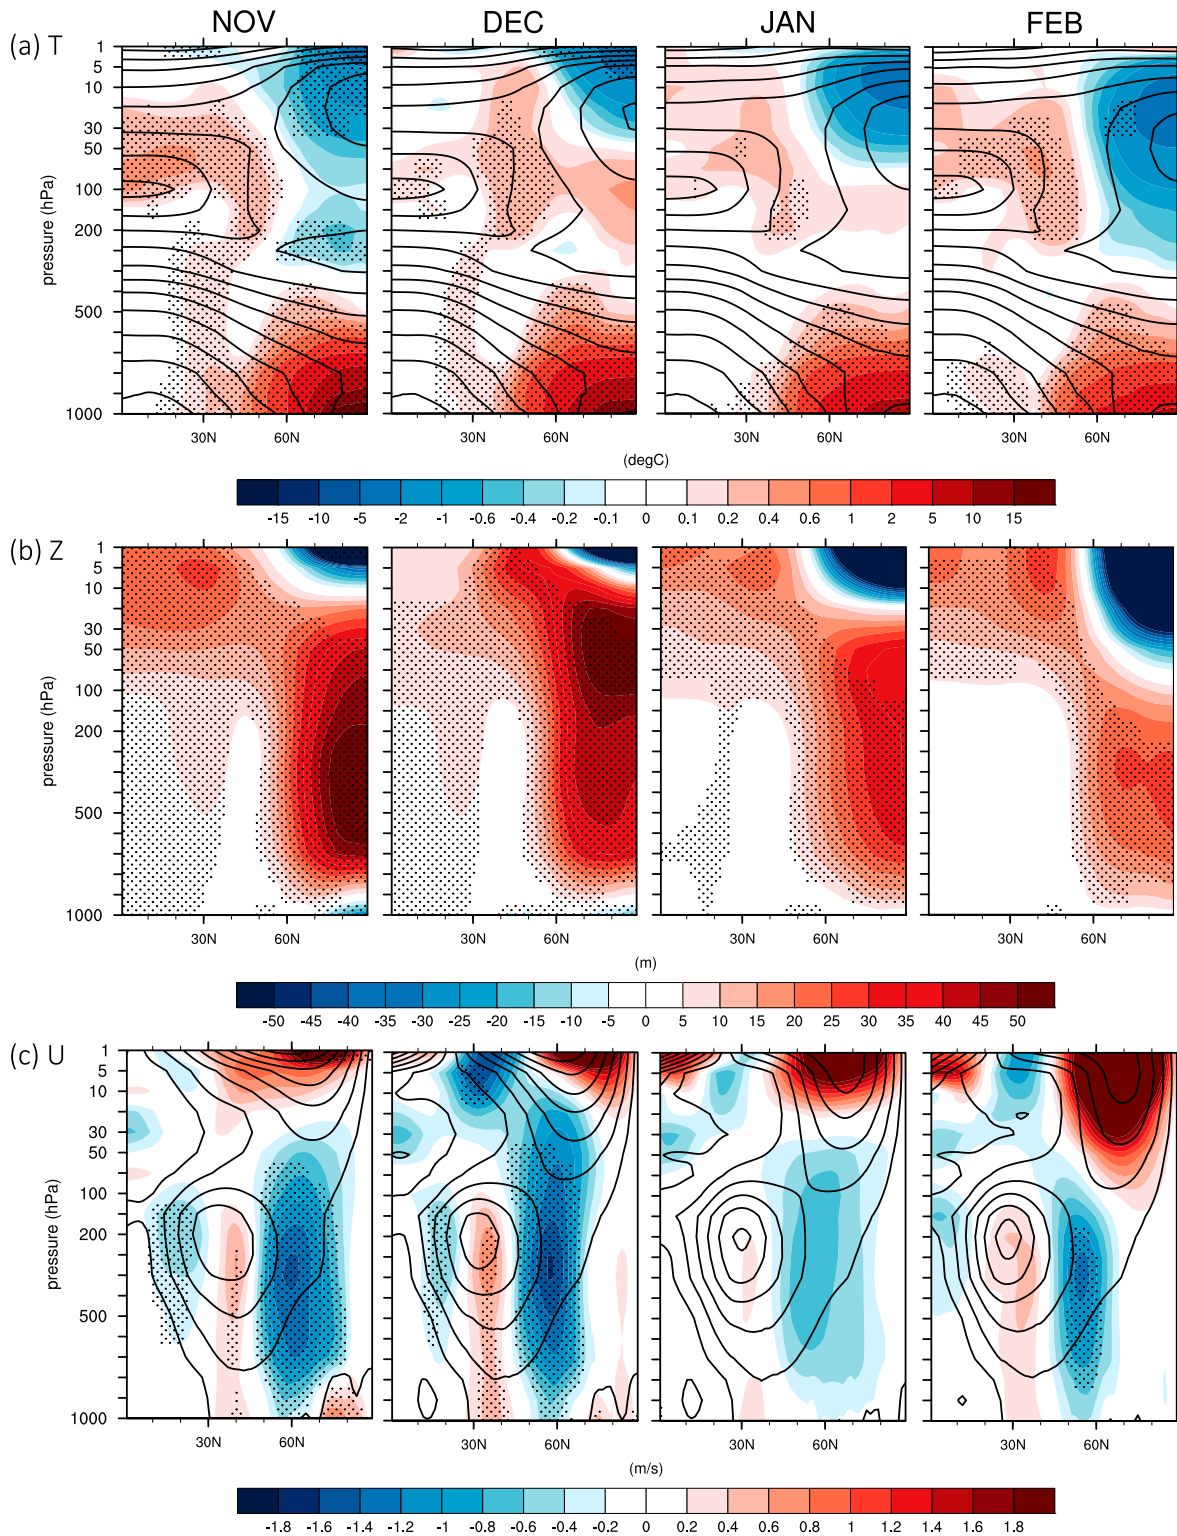 NOV DEC JAN FEB
(a) T
1
5
10
30
50
100
200
500
1000
pressure (hPa)
30N 60N 30N 60N 30N 60N 30N 60N
(degC)
-15 -10 -5 -2 -1 -0.6 -0.4 -0.2 -0.1 0 0.1 0.2 0.4 0.6 1 2 5 10 15
(b) Z
1
5
10
30
50
100
200
500
1000
pressure (hPa)
30N 60N 30N 60N 30N 60N 30N 60N
(m)
-50 -45 -40 -35 -30 -25 -20 -15 -10 -5 0 5 10 15 20 25 30 35 40 45 50
(c) U
1
5
10
30
50
100
200
500
1000
pressure (hPa)
30N 60N 30N 60N 30N 60N 30N 60N
(m/s)
-1.8 -1.6 -1.4 -1.2 -1 -0.8 -0.6 -0.4 -0.2 0 0.2 0.4 0.6 0.8 1 1.2 1.4 1.6 1.8